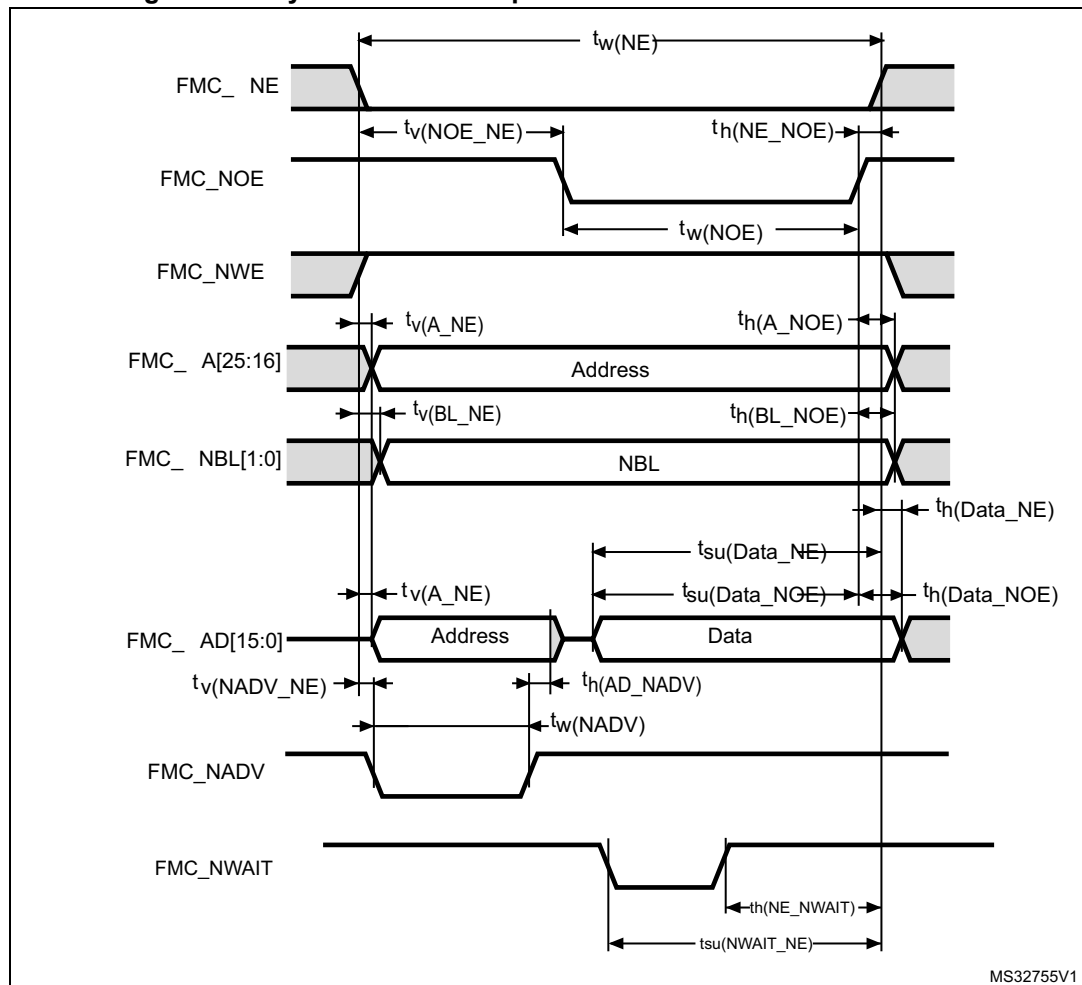 tw(NE)
FMC_ NE
tv(NOE_NE)
th(NE_NOE)
FMC_NOE
tw(NOE)
FMC_NWE
tv(A_NE)
th(A_NOE)
FMC_ A[25:16]
Address
tv(BL_NE)
th(BL_NOE)
FMC_ NBL[1:0]
NBL
th(Data_NE)
tsu(Data_NE)
tv(A_NE)
tsu(Data_NOE)
th(Data_NOE)
FMC_ AD[15:0]
Address
Data
tv(NADV_NE)
th(AD_NADV)
tw(NADV)
FMC_NADV
FMC_NWAIT
th(NE_NWAIT)
tsu(NWAIT_NE)
MS32755V1